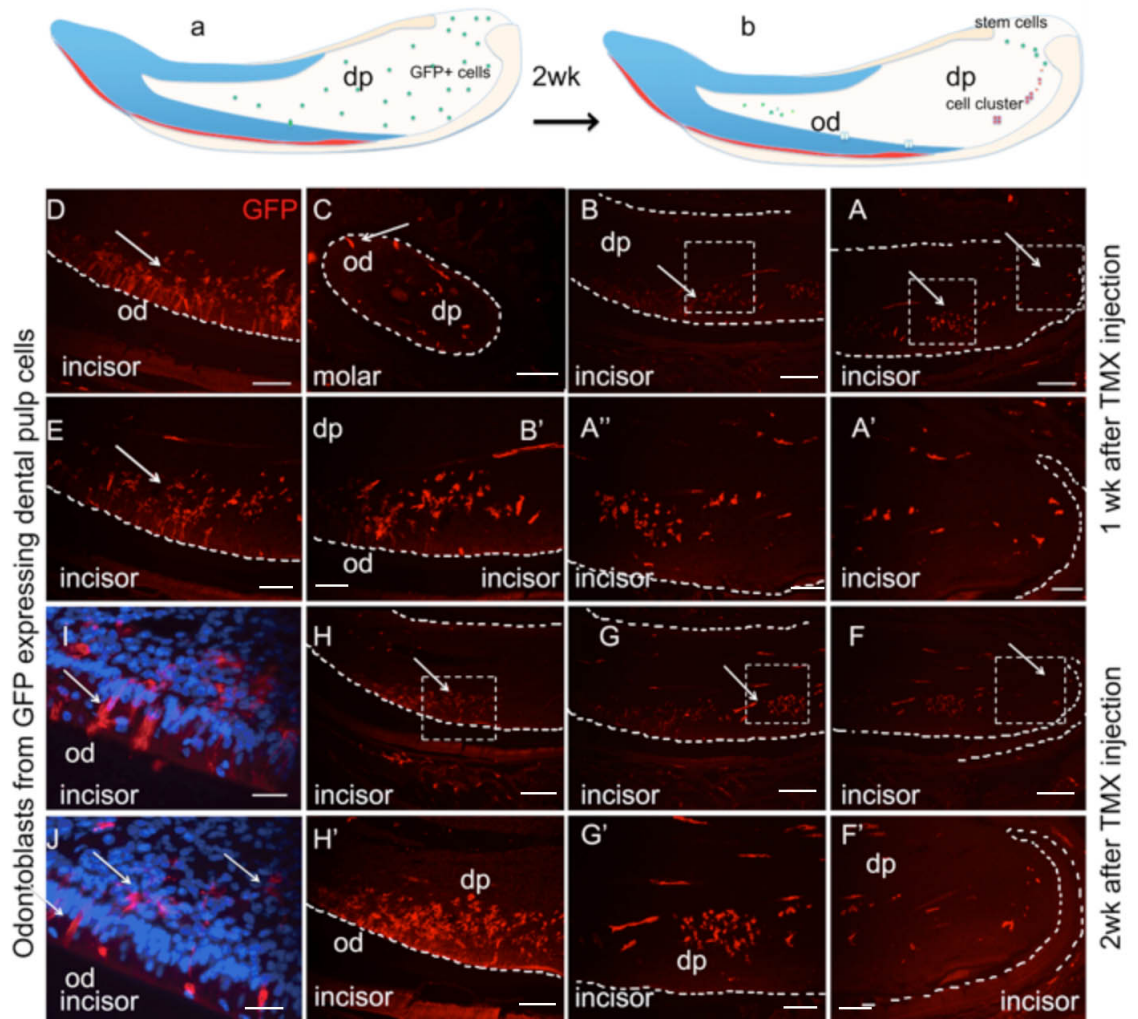 a
dp
GFP+ cells
2wk
b
stem cells
dp
cell cluster
od
Odontoblasts from GFP expressing dental pulp cells
1 wk after TMX injection
2wk after TMX injection
D
GFP
od
incisor
C
od
dp
molar
B
dp
incisor
A
incisor
E
incisor
dp
B'
od
incisor
A''
incisor
A'
incisor
I
od
incisor
H
incisor
G
incisor
F
incisor
J
od
incisor
H'
dp
od
incisor
G'
dp
incisor
F'
dp
incisor